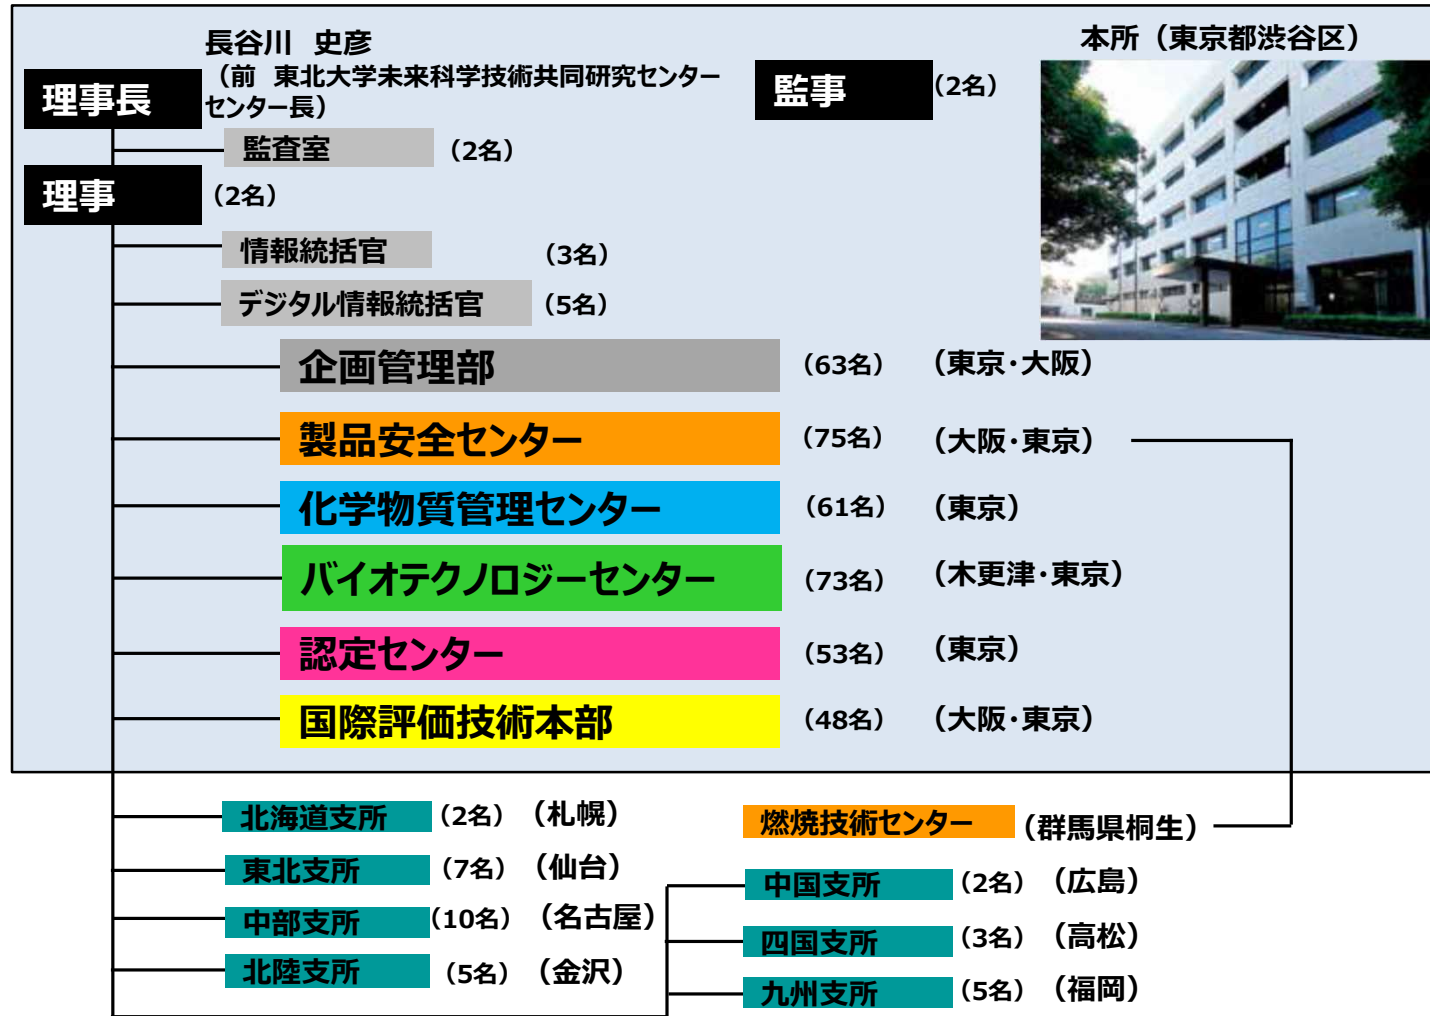 長谷川 史彦
（前 東北大学未来科学技術共同研究センター
センター長）
理事長
監事
（2名）
本所（東京都渋谷区）
監査室
（2名）
理事
（2名）
情報統括官
（3名）
デジタル情報統括官
（5名）
企画管理部
（63名）
（東京・大阪）
製品安全センター
（75名）
（大阪・東京）
化学物質管理センター
（61名）
（東京）
バイオテクノロジーセンター
（73名）
（木更津・東京）
認定センター
（53名）
（東京）
国際評価技術本部
（48名）
（大阪・東京）
北海道支所
（2名）
（札幌）
東北支所
（7名）
（仙台）
中部支所
（10名）
（名古屋）
北陸支所
（5名）
（金沢）
燃焼技術センター
（群馬県桐生）
中国支所
（2名）
（広島）
四国支所
（3名）
（高松）
九州支所
（5名）
（福岡）